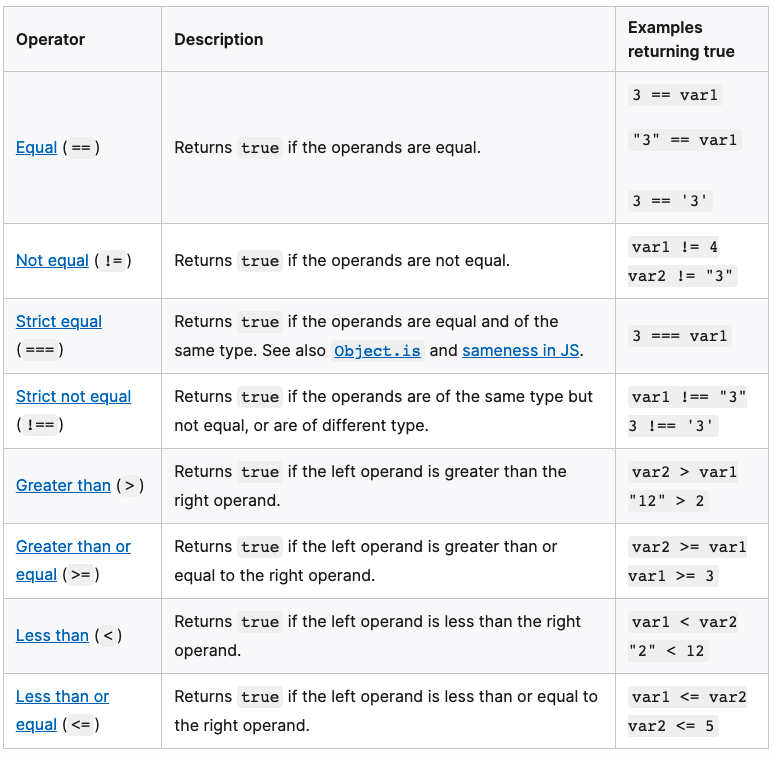 Operator Description Examples
returning true
Equal (==) Returns true if the operands are equal. 3 == var1
"3" == var1
3 == '3'
Not equal (!=) Returns true if the operands are not equal. var1 != 4
var2 != "3"
Strict equal Returns true if the operands are equal and of the
(===) same type. See also Object.is and sameness in JS. 3 === var1
Strict not equal Returns true if the operands are of the same type but var1 !== "3"
(!==) not equal, or are of different type. 3 !== '3'
Greater than (>) Returns true if the left operand is greater than the var2 > var1
right operand. "12" > 2
Greater than or Returns true if the left operand is greater than or var2 >= var1
equal (>=) equal to the right operand. var1 >= 3
Less than (<) Returns true if the left operand is less than the right var1 < var2
operand. "2" < 12
Less than or Returns true if the left operand is less than or equal to var1 <= var2
equal (<=) the right operand. var2 <= 5